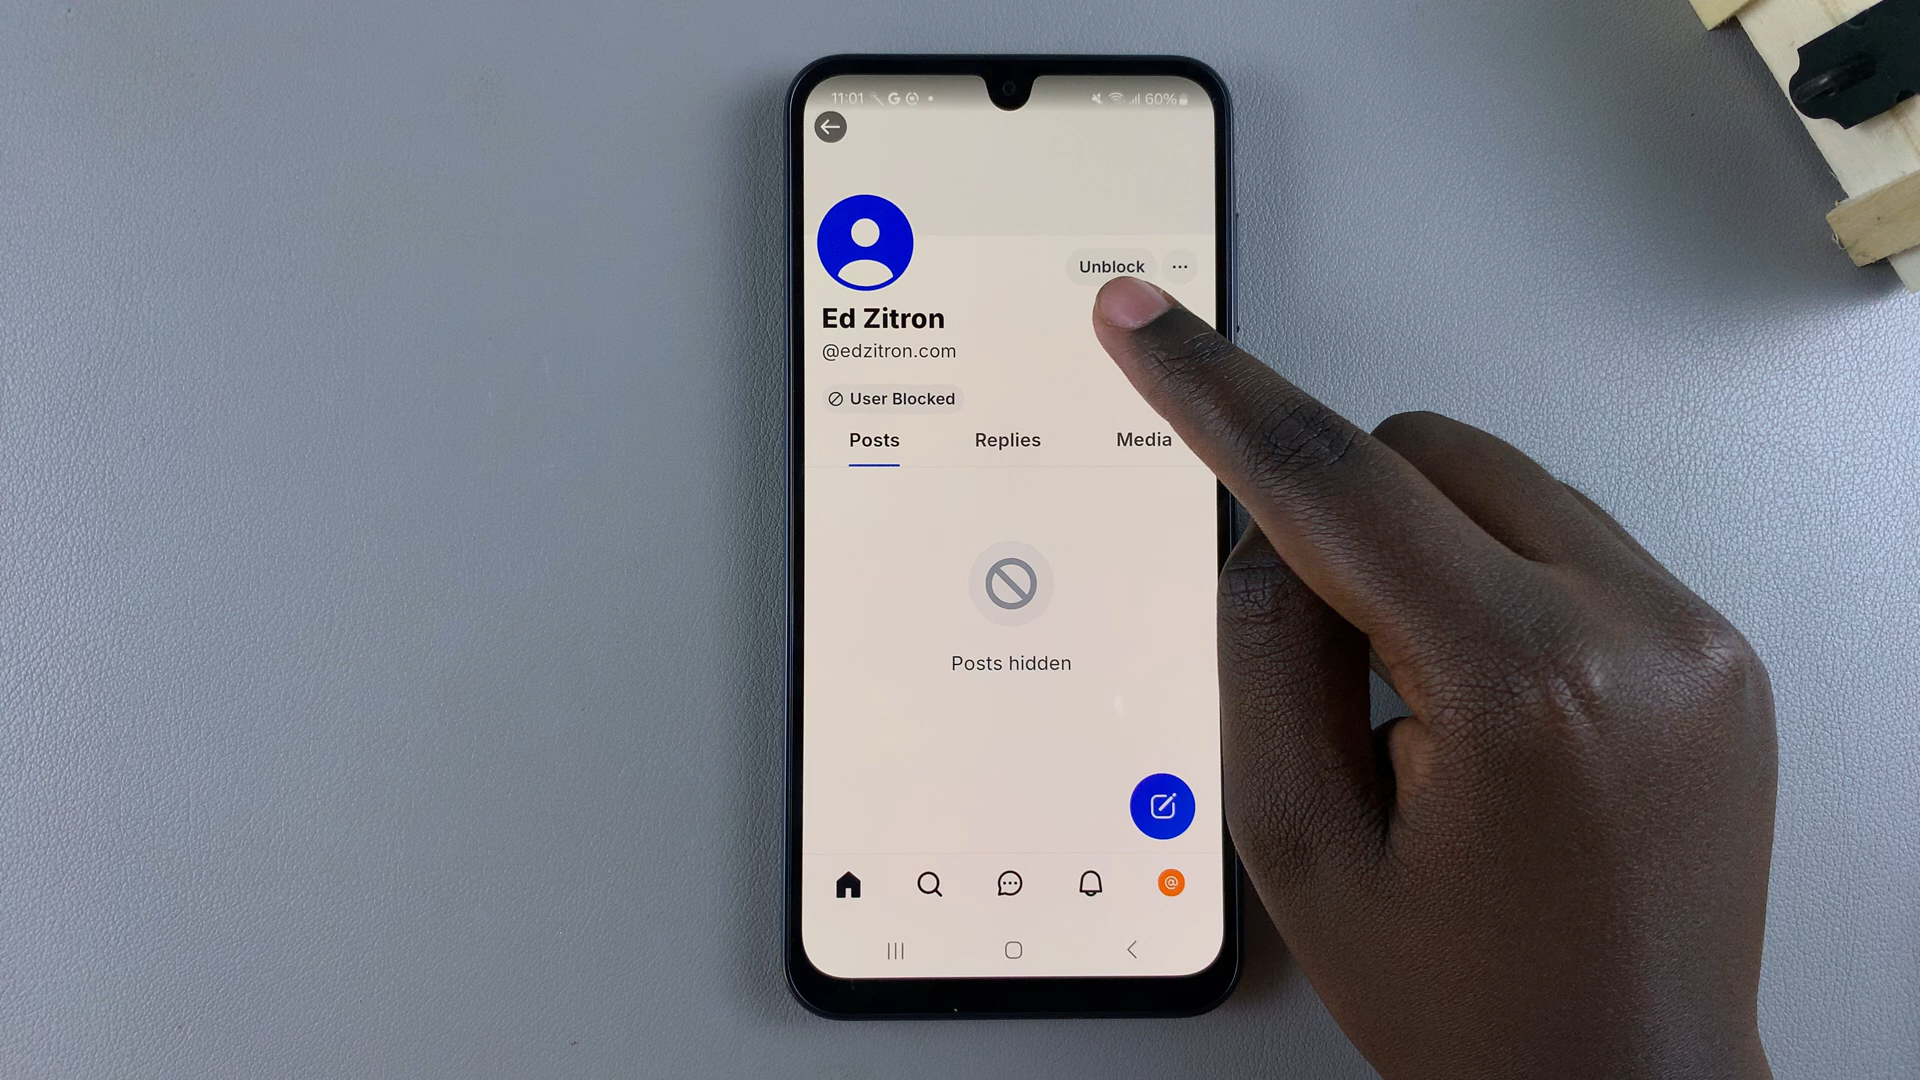 11:01
60%
Unblock
Ed Zitron
@edzitron.com
User Blocked
Posts Replies Media
Posts hidden